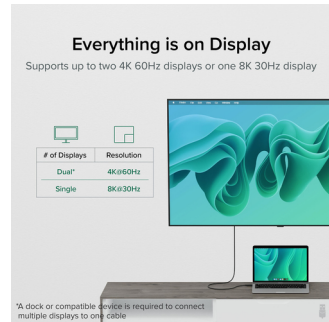 Everything is on Display
Supports up to two 4K 60Hz displays or one 8K 30Hz display
# of Displays Resolution
Dual* 4K@60Hz
Single 8K@30Hz
*A dock or compatible device is required to connect
multiple displays to one cable